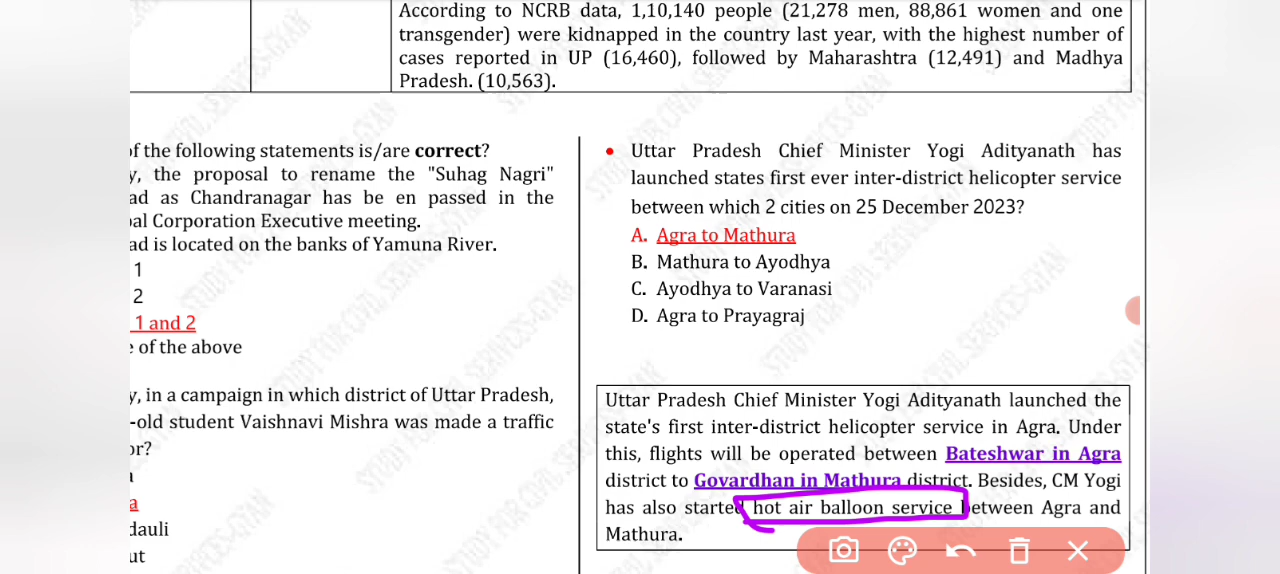 According to NCRB data, 1,10,140 people (21,278 men, 88,861 women and one
transgender) were kidnapped in the country last year, with the highest number of
cases reported in UP (16,460), followed by Maharashtra (12,491) and Madhya
Pradesh. (10,563).
of the following statements is/are correct?
y, the proposal to rename the "Suhag Nagri"
ad as Chandranagar has be en passed in the
al Corporation Executive meeting.
ad is located on the banks of Yamuna River.
1
2
1 and 2
e of the above
y, in a campaign in which district of Uttar Pradesh,
-old student Vaishnavi Mishra was made a traffic
or?
a
dauli
ut
• Uttar Pradesh Chief Minister Yogi Adityanath has
launched states first ever inter-district helicopter service
between which 2 cities on 25 December 2023?
A. Agra to Mathura
B. Mathura to Ayodhya
C. Ayodhya to Varanasi
D. Agra to Prayagraj
Uttar Pradesh Chief Minister Yogi Adityanath launched the
state's first inter-district helicopter service in Agra. Under
this, flights will be operated between Bateshwar in Agra
district to Govardhan in Mathura district. Besides, CM Yogi
has also started hot air balloon service between Agra and
Mathura.